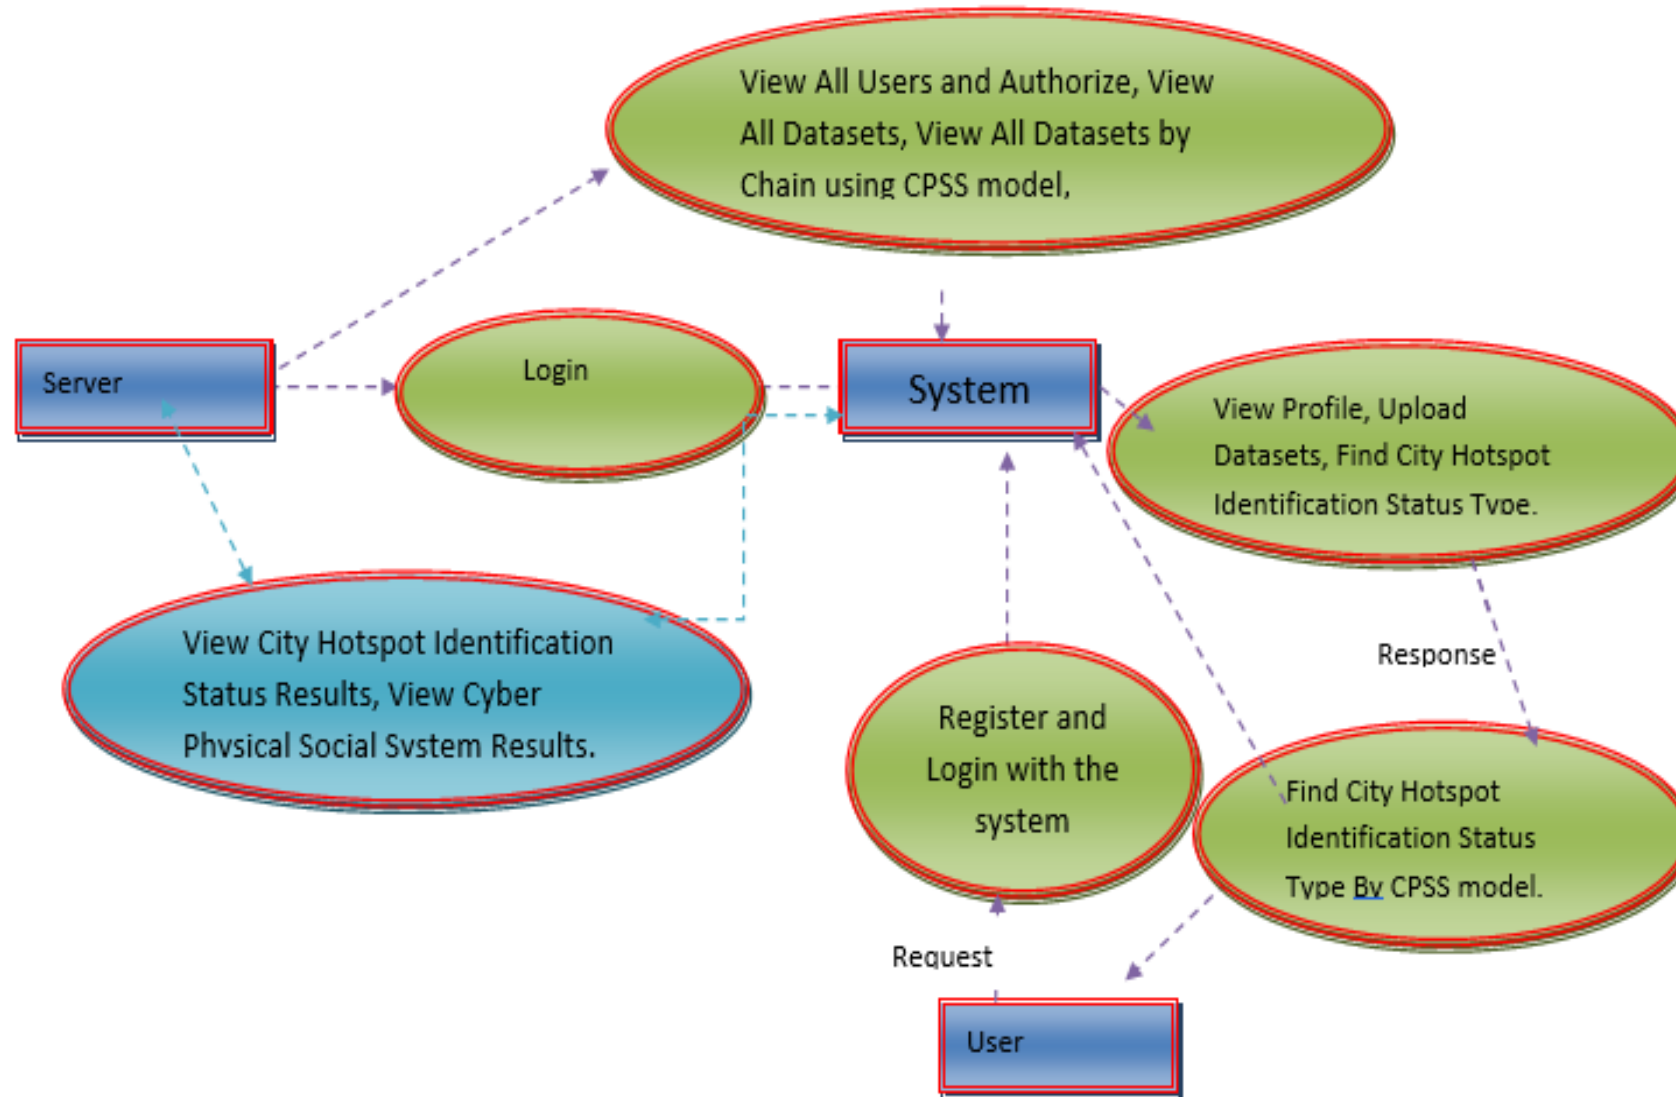 View All Users and Authorize, View
All Datasets, View All Datasets by
Chain using CPSS model,
Server
Login
System
View Profile, Upload
Datasets, Find City Hotspot
Identification Status Type.
View City Hotspot Identification
Status Results, View Cyber
Physical Social System Results.
Response
Register and
Login with the
system
Find City Hotspot
Identification Status
Type By CPSS model.
Request
User